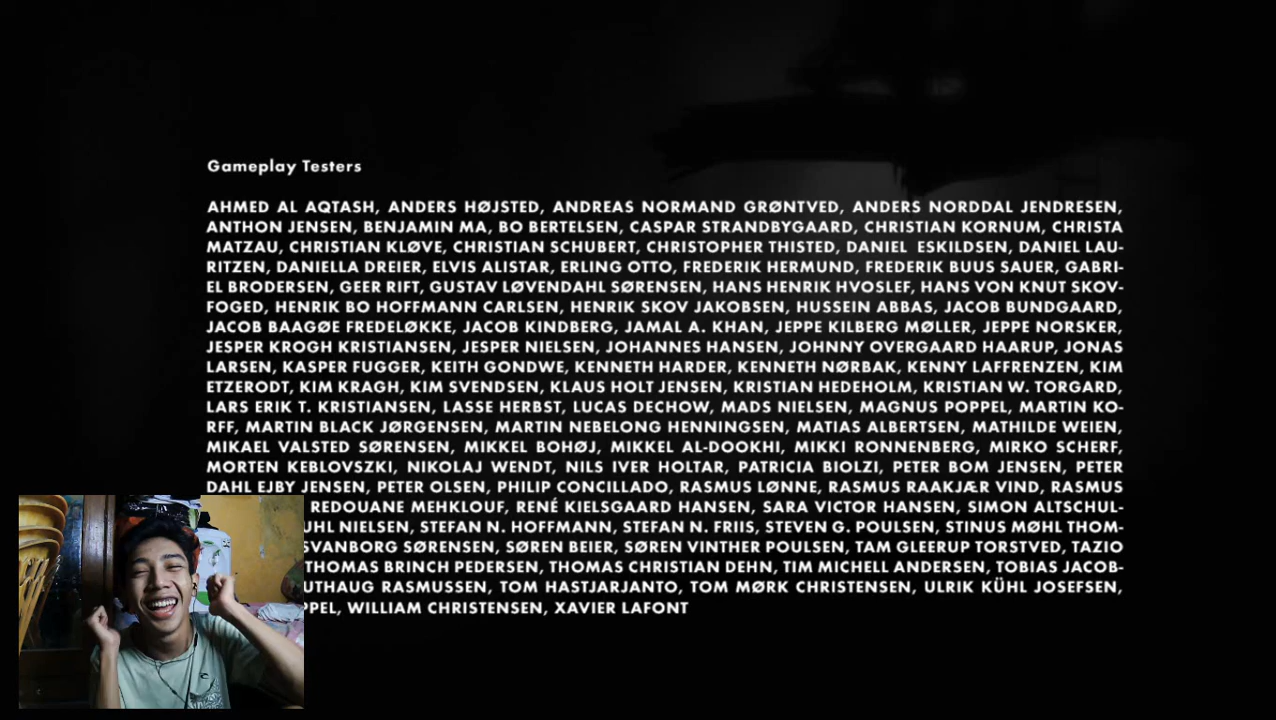 Gameplay Testers
AHMED AL AQTASH, ANDERS HØJSTED, ANDREAS NORMAND GRØNTVED, ANDERS NORDDAL JENDRESEN,
ANTHON JENSEN, BENJAMIN MA, BO BERTELSEN, CASPAR STRANDBYGAARD, CHRISTIAN KORNUM, CHRISTA
MATZAU, CHRISTIAN KLØVE, CHRISTIAN SCHUBERT, CHRISTOPHER THISTED, DANIEL ESKILDSEN, DANIEL LAU-
RITZEN, DANIELLA DREIER, ELVIS ALISTAR, ERLING OTTO, FREDERIK HERMUND, FREDERIK BUUS SAUER, GABRI-
EL BRODERSEN, GEER RIFT, GUSTAV LØVENDAHL SØRENSEN, HANS HENRIK HVOSLEF, HANS VON KNUT SKOV-
FOGED, HENRIK BO HOFFMANN CARLSEN, HENRIK SKOV JAKOBSEN, HUSSEIN ABBAS, JACOB BUNDGAARD,
JACOB BAAGØE FREDELØKKE, JACOB KINDBERG, JAMAL A. KHAN, JEPPE KILBERG MØLLER, JEPPE NORSKER,
JESPER KROGH KRISTIANSEN, JESPER NIELSEN, JOHANNES HANSEN, JOHNNY OVERGAARD HAARUP, JONAS
LARSEN, KASPER FUGGER, KEITH GONDWE, KENNETH HARDER, KENNETH NØRBAK, KENNY LAFFRENZEN, KIM
ETZERODT, KIM KRAGH, KIM SVENDSEN, KLAUS HOLT JENSEN, KRISTIAN HEDEHOLM, KRISTIAN W. TORGARD,
LARS ERIK T. KRISTIANSEN, LASSE HERBST, LUCAS DECHOW, MADS NIELSEN, MAGNUS POPPEL, MARTIN KO-
RFF, MARTIN BLACK JØRGENSEN, MARTIN NEBELONG HENNINGSEN, MATIAS ALBERTSEN, MATHILDE WEIEN,
MIKAEL VALSTED SØRENSEN, MIKKEL BOHØJ, MIKKEL AL-DOOKHI, MIKKI RONNENBERG, MIRKO SCHERF,
MORTEN KEBLOVSZKI, NIKOLAJ WENDT, NILS IVER HOLTAR, PATRICIA BIOLZI, PETER BOM JENSEN, PETER
DAHL EJBY JENSEN, PETER OLSEN, PHILIP CONCILLADO, RASMUS LØNNE, RASMUS RAAKJÆR VIND, RASMUS
REDOUANE MEHKLOUF, RENÉ KIELSGAARD HANSEN, SARA VICTOR HANSEN, SIMON ALTSCHUL-
UHL NIELSEN, STEFAN N. HOFFMANN, STEFAN N. FRIIS, STEVEN G. POULSEN, STINUS MØHL THOM-
SVANBORG SØRENSEN, SØREN BEIER, SØREN VINTHER POULSEN, TAM GLEERUP TORSTVED, TAZIO
THOMAS BRINCH PEDERSEN, THOMAS CHRISTIAN DEHN, TIM MICHELL ANDERSEN, TOBIAS JACOB-
UTHAUG RASMUSSEN, TOM HASTJARJANTO, TOM MØRK CHRISTENSEN, ULRIK KÜHL JOSEFSEN,
PPEL, WILLIAM CHRISTENSEN, XAVIER LAFONT